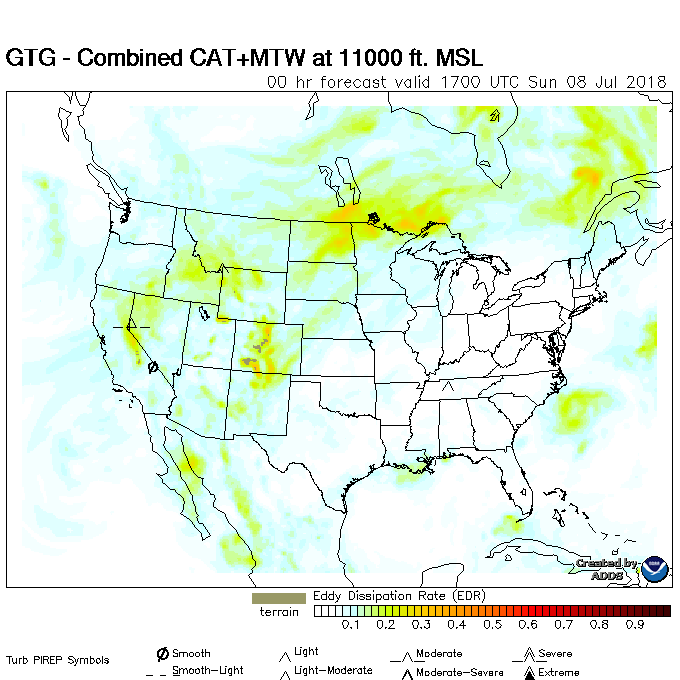 GTG - Combined CAT+MTW at 11000 ft. MSL
00 hr forecast valid 1700 UTC Sun 08 Jul 2018
Created by
ADDS
Eddy Dissipation Rate (EDR)
terrain
0.1 0.2 0.3 0.4 0.5 0.6 0.7 0.8 0.9
Turb PIREP Symbols
Smooth
Light
Moderate
Severe
Smooth-Light
Light-Moderate
Moderate-Severe
Extreme